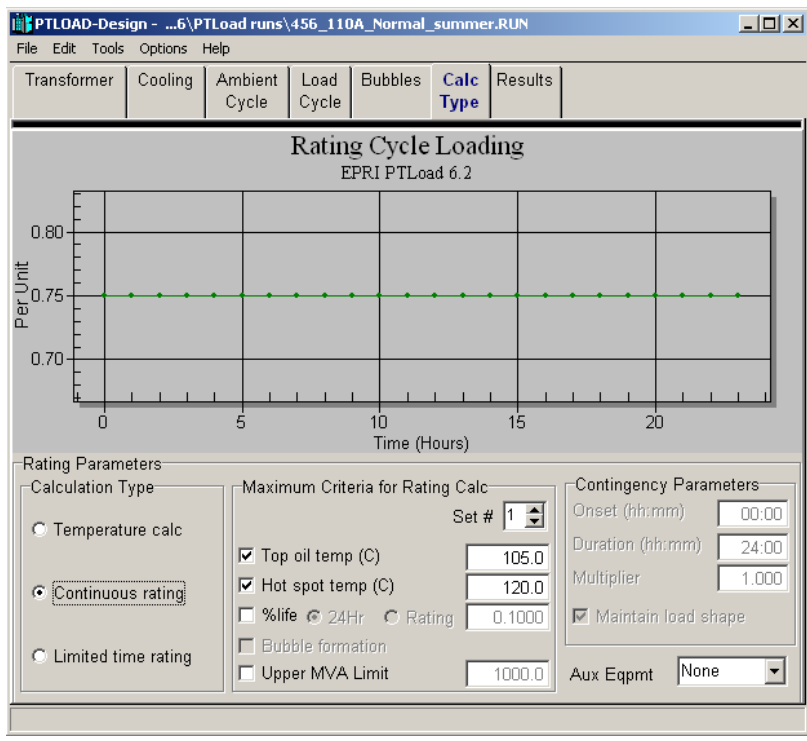 PTLOAD-Design - ...6\PTLoad runs\456_110A_Normal_summer.RUN
File Edit Tools Options Help
Transformer Cooling Ambient Cycle Load Cycle Bubbles Calc Type Results
Rating Cycle Loading
EPRI PTLoad 6.2
Per Unit
0.80
0.75
0.70
0 5 10 15 20
Time (Hours)
Rating Parameters
Calculation Type
Temperature calc
Continuous rating
Limited time rating
Maximum Criteria for Rating Calc
Set # 1
Top oil temp (C) 105.0
Hot spot temp (C) 120.0
%life 24Hr Rating 0.1000
Bubble formation
Upper MVA Limit 1000.0
Contingency Parameters
Onset (hh:mm) 00:00
Duration (hh:mm) 24:00
Multiplier 1.000
Maintain load shape
Aux Eqpmt None